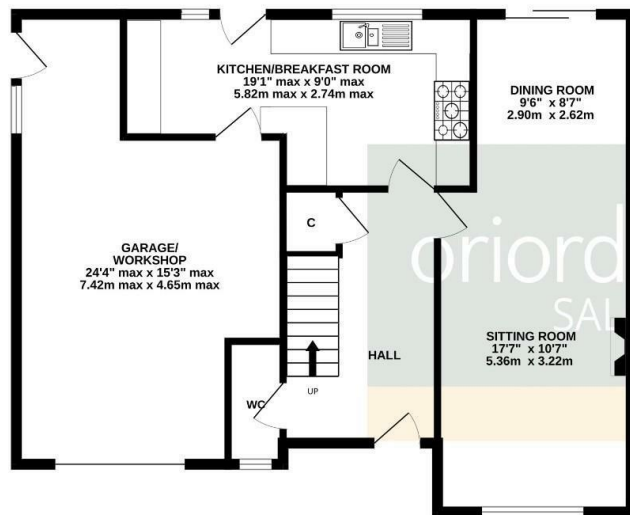 KITCHEN/BREAKFAST ROOM
19'1" max x 9'0" max
5.82m max x 2.74m max
DINING ROOM
9'6" x 8'7"
2.90m x 2.62m
C
GARAGE/
WORKSHOP
24'4" max x 15'3" max
7.42m max x 4.65m max
oriord
SAL
SITTING ROOM
17'7" x 10'7"
5.36m x 3.22m
HALL
UP
WC